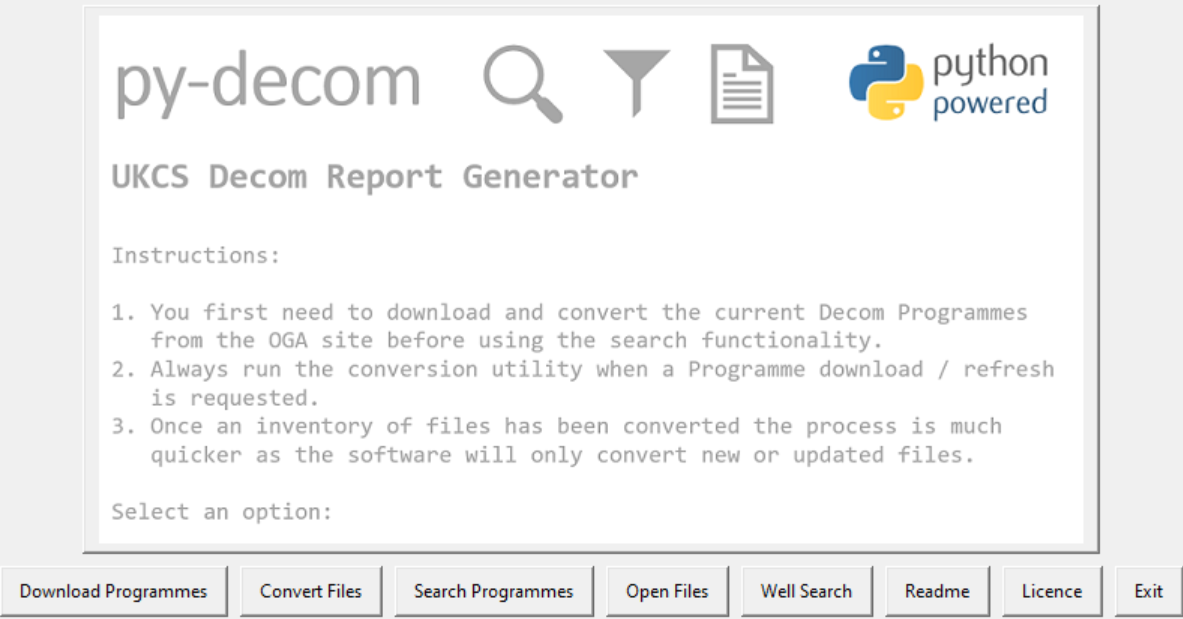 py-decom
python
powered
UKCS Decom Report Generator
Instructions:
1. You first need to download and convert the current Decom Programmes
from the OGA site before using the search functionality.
2. Always run the conversion utility when a Programme download / refresh
is requested.
3. Once an inventory of files has been converted the process is much
quicker as the software will only convert new or updated files.
Select an option:
Download Programmes Convert Files Search Programmes Open Files Well Search Readme Licence Exit